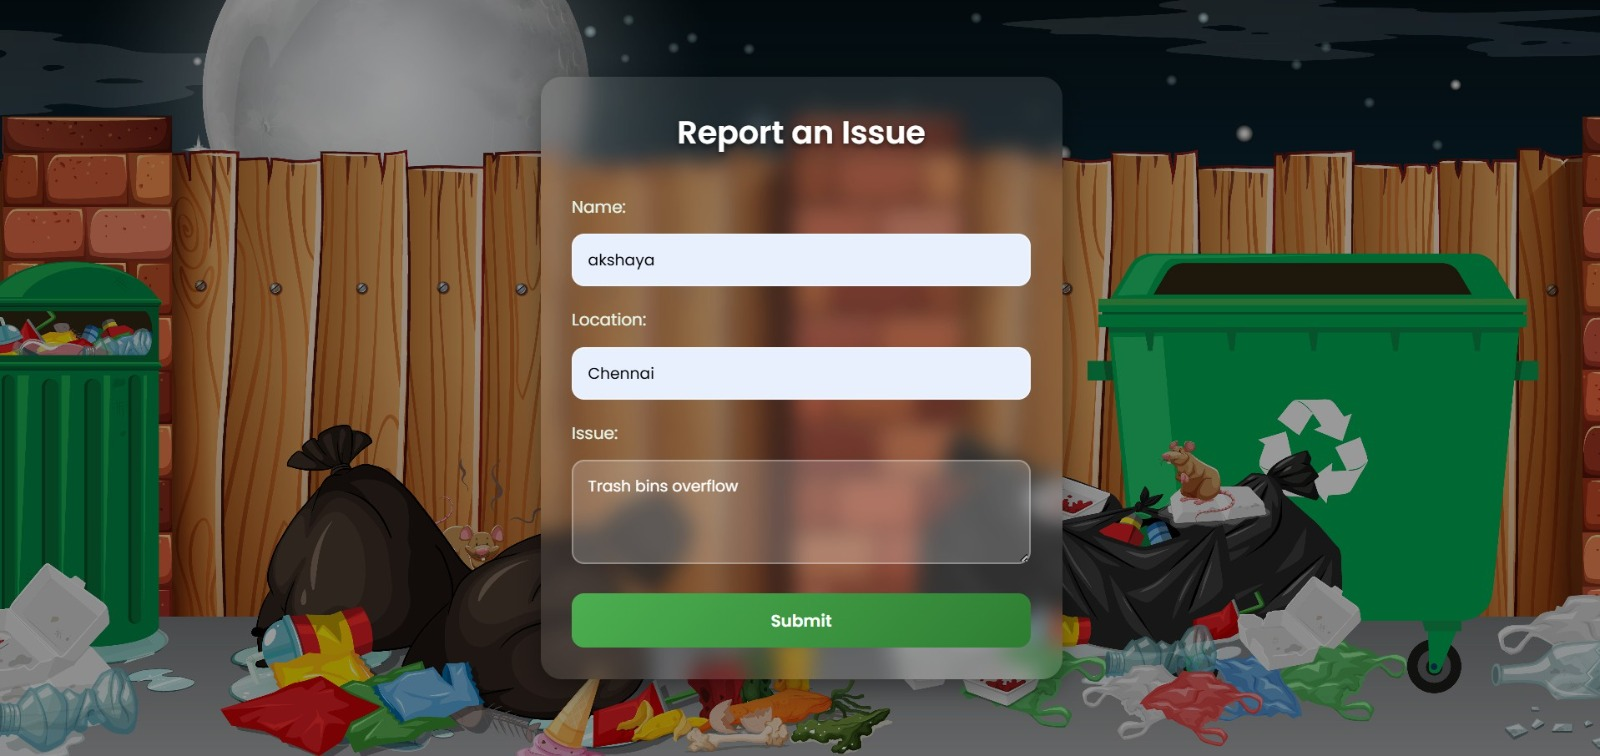 Report an Issue
Name:
akshaya
Location:
Chennai
Issue:
Trash bins overflow
Submit